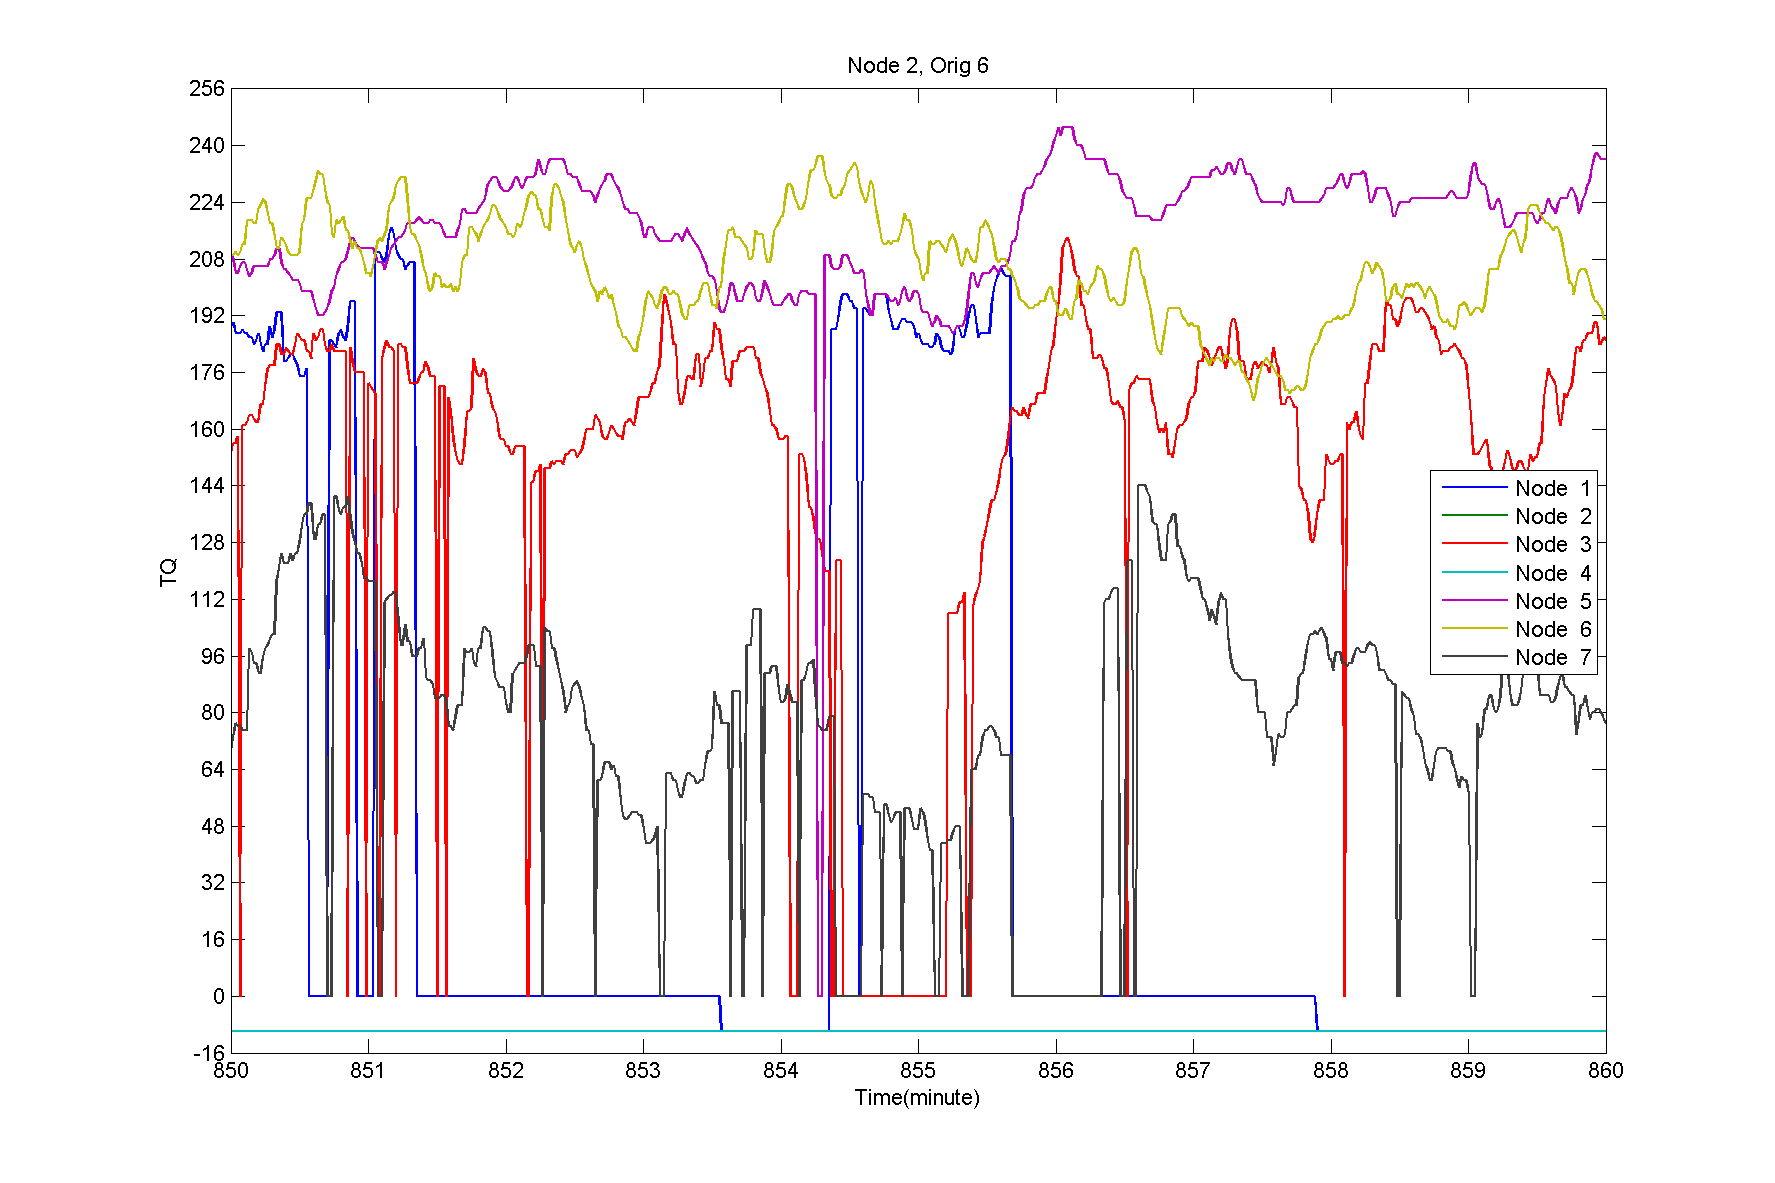 Node 2, Orig 6
256
240
224
208
192
176
160
144
128
112
96
80
64
48
32
16
0
-16
TQ
850 851 852 853 854 855 856 857 858 859 860
Time(minute)
Node 1
Node 2
Node 3
Node 4
Node 5
Node 6
Node 7